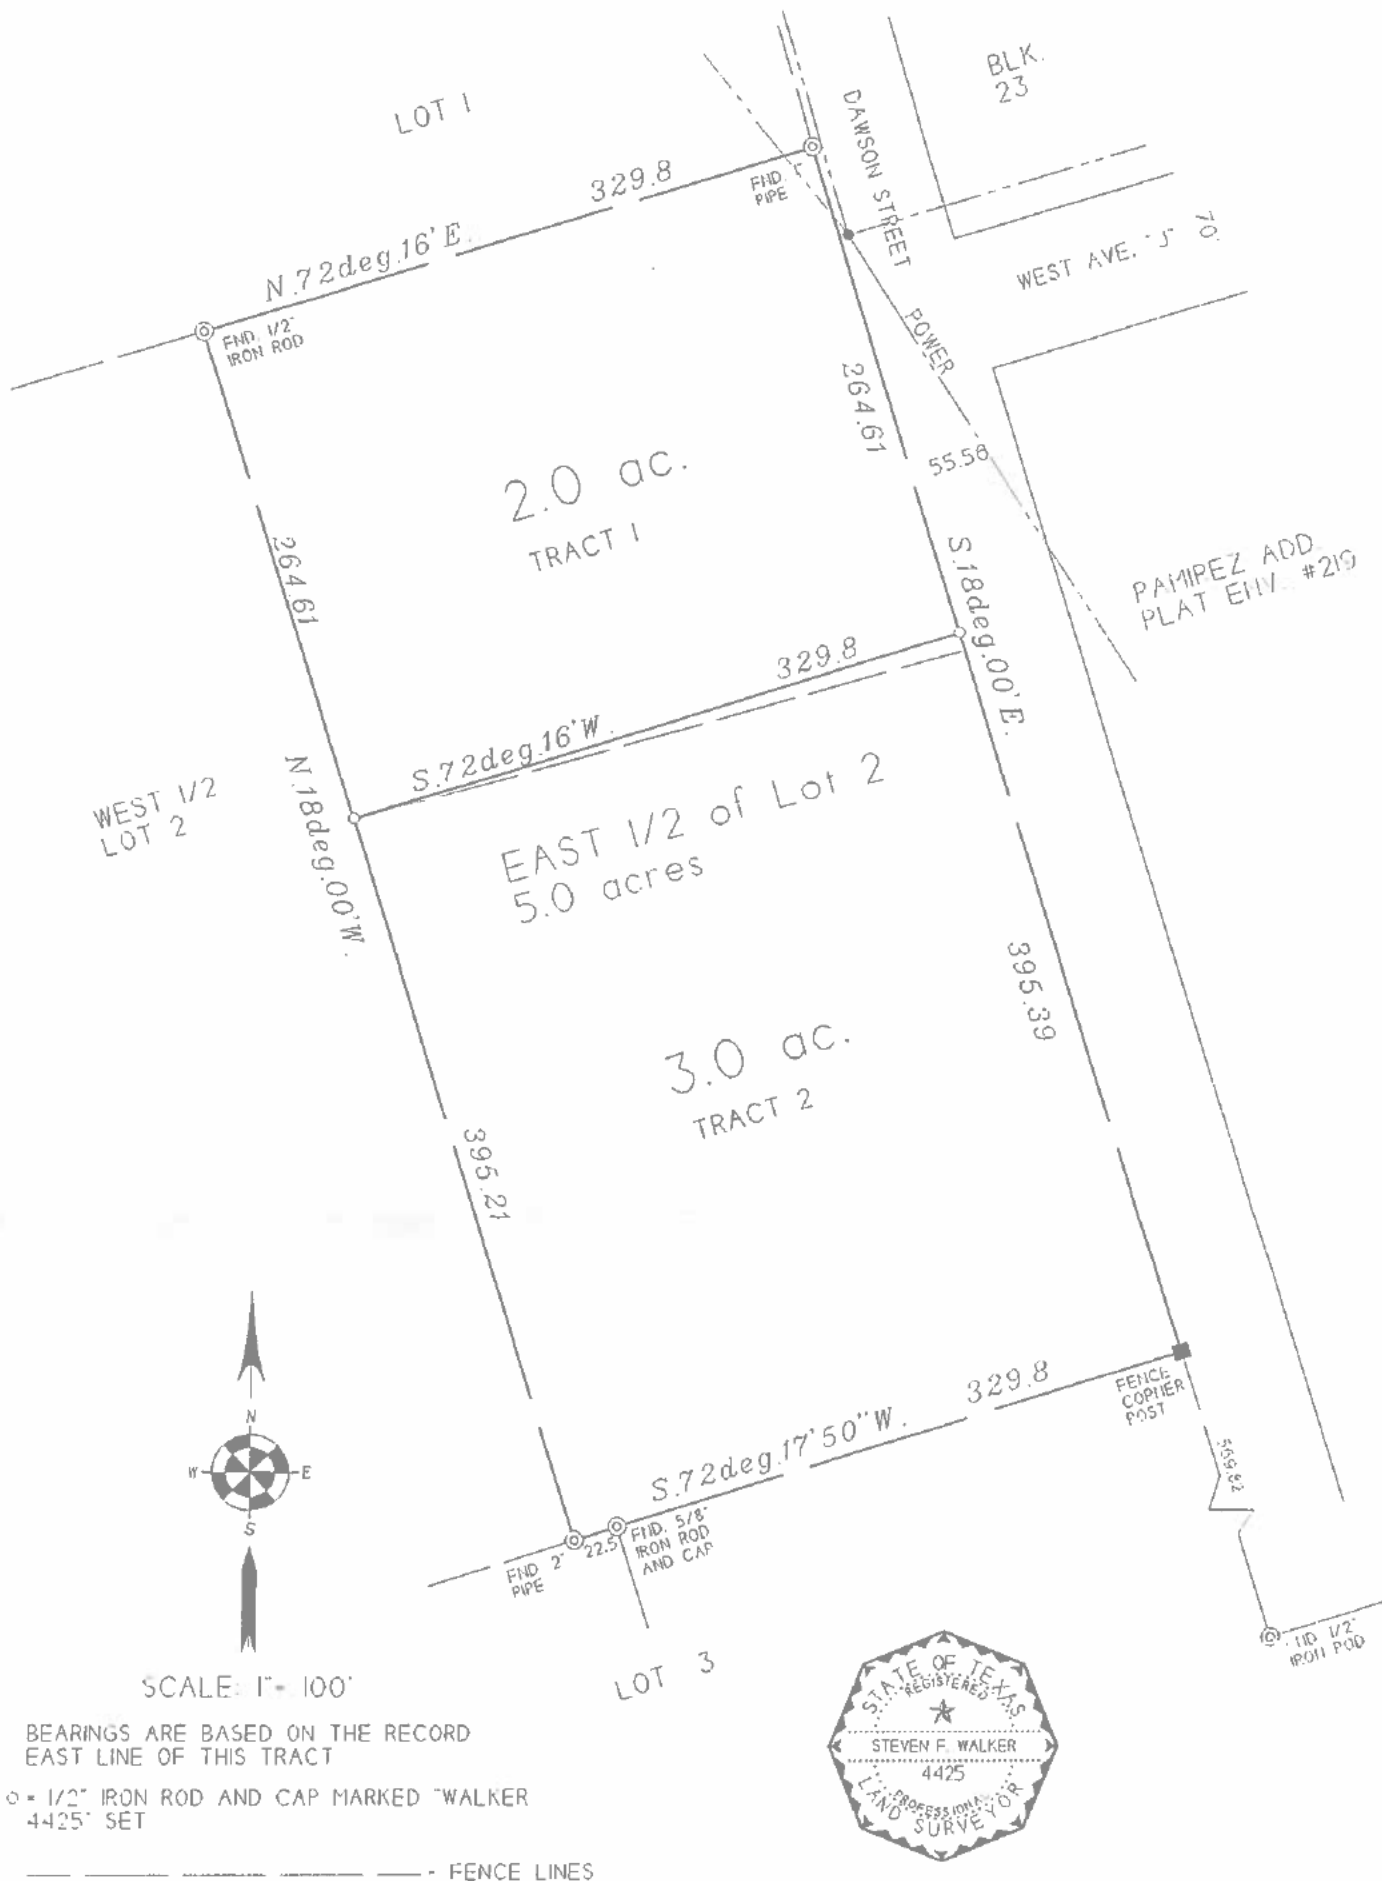 LOT 1
BLK.
23
DAWSON STREET
329.8
FND. 1"
PIPE
N.72deg.16'E.
FND. 1/2"
IRON ROD
WEST AVE. "J"
70'
POWER
264.61
55.56
2.0 ac.
TRACT 1
264.61
S.18deg.00'E.
PAMIPEZ ADD.
PLAT ENV. #219
329.8
S.72deg.16'W.
WEST 1/2
LOT 2
N.18deg.00'W.
EAST 1/2 of Lot 2
5.0 acres
395.39
3.0 ac.
TRACT 2
395.21
329.8
FENCE
CORNER
POST
S.72deg.17'50"W.
569.82
22.5
FND. 5/8"
IRON ROD
AND CAP
FND 2"
PIPE
LOT 3
1/2"
IRON ROD
N
W
E
S
SCALE: 1"= 100'
BEARINGS ARE BASED ON THE RECORD
EAST LINE OF THIS TRACT
o = 1/2" IRON ROD AND CAP MARKED "WALKER
4425" SET
- FENCE LINES
STATE OF TEXAS
REGISTERED
STEVEN F. WALKER
4425
PROFESSIONAL
LAND SURVEYOR